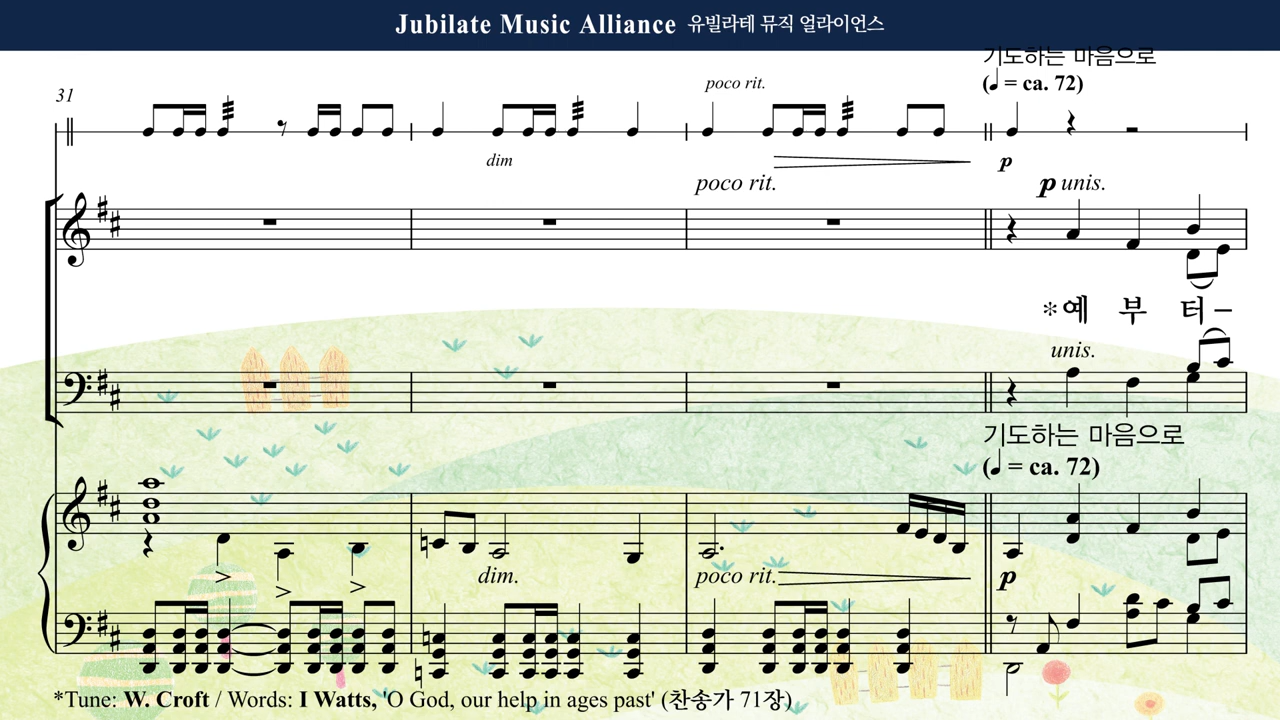 Jubilate Music Alliance 유빌라테 뮤직 얼라이언스
기도하는 마음으로
(♩ = ca. 72)
31
poco rit.
dim
p
poco rit.
p unis.
*예 부 터 –
unis.
기도하는 마음으로
(♩ = ca. 72)
dim.
poco rit.
p
*Tune: W. Croft / Words: I Watts, 'O God, our help in ages past' (찬송가 71장)